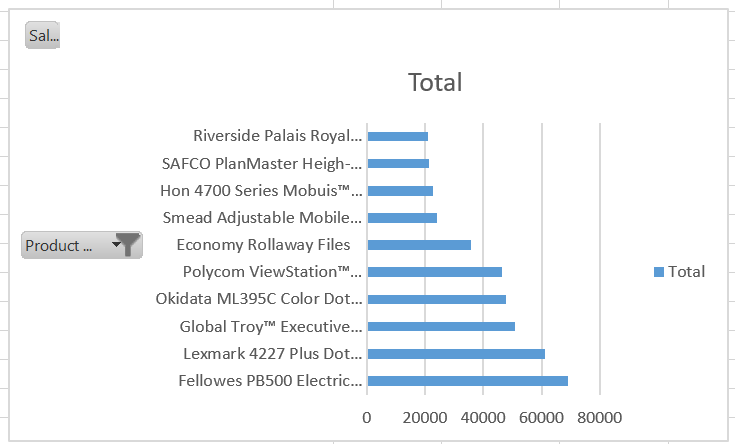 Sal...
Total
Riverside Palais Royal...
SAFCO PlanMaster Heigh-...
Hon 4700 Series Mobuis™...
Smead Adjustable Mobile...
Product ...
Economy Rollaway Files
Polycom ViewStation™...
Total
Okidata ML395C Color Dot...
Global Troy™ Executive...
Lexmark 4227 Plus Dot...
Fellowes PB500 Electric...
0 20000 40000 60000 80000